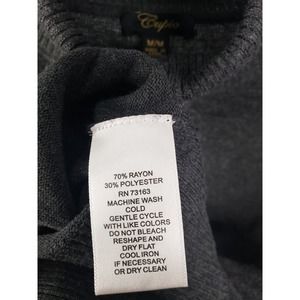 Cupio
M/M
70% RAYON
30% POLYESTER
RN 73163
MACHINE WASH
COLD
GENTLE CYCLE
WITH LIKE COLORS
DO NOT BLEACH
RESHAPE AND
DRY FLAT
COOL IRON
IF NECESSARY
OR DRY CLEAN